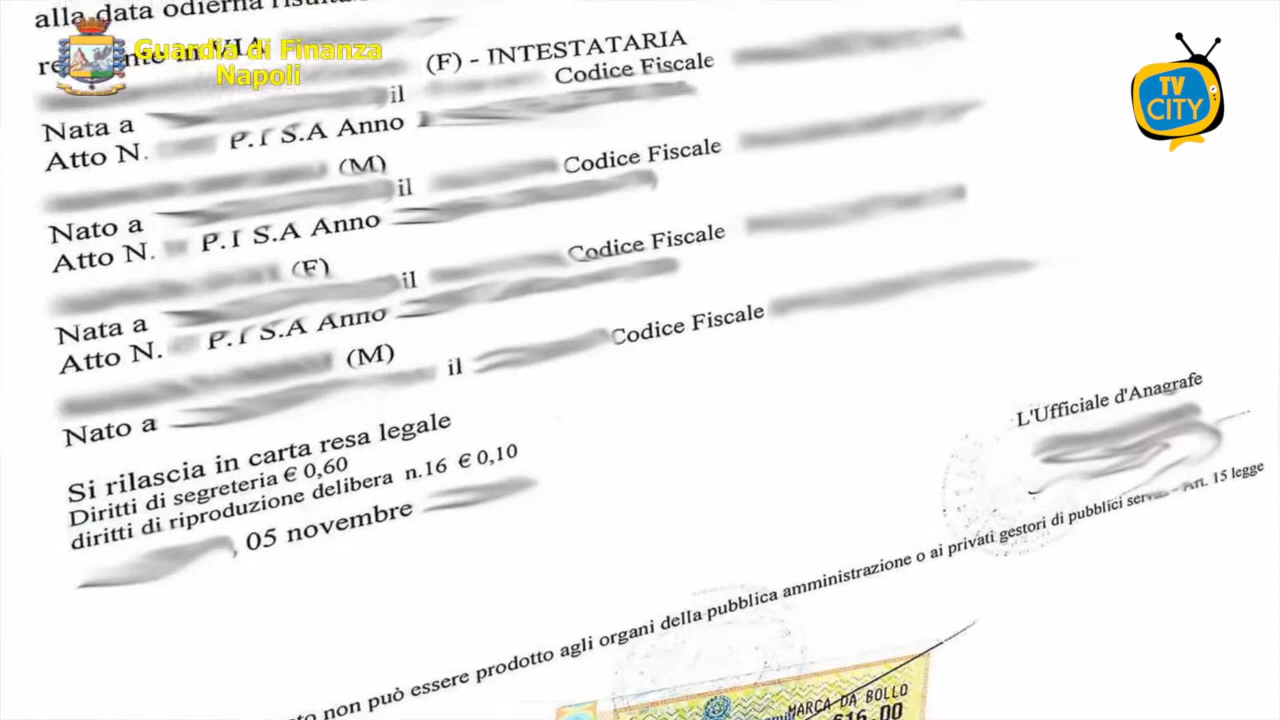 alla data odierna
Guardia di Finanza
Napoli
TV
CITY
VIA
(F) - INTESTATARIA
Nata a il Codice Fiscale
Atto N. P.I S.A Anno
(M)
Nato a il Codice Fiscale
Atto N. P.I S.A Anno
(F)
Nata a il Codice Fiscale
Atto N. P.I S.A Anno
(M)
Nato a il Codice Fiscale
Si rilascia in carta resa legale
Diritti di segreteria € 0,60
diritti di riproduzione delibera n.16 € 0,10
, 05 novembre
L'Ufficiale d'Anagrafe
non può essere prodotto agli organi della pubblica amministrazione o ai privati gestori di pubblici - Art. 15 legge
MARCA DA BOLLO
€16,00